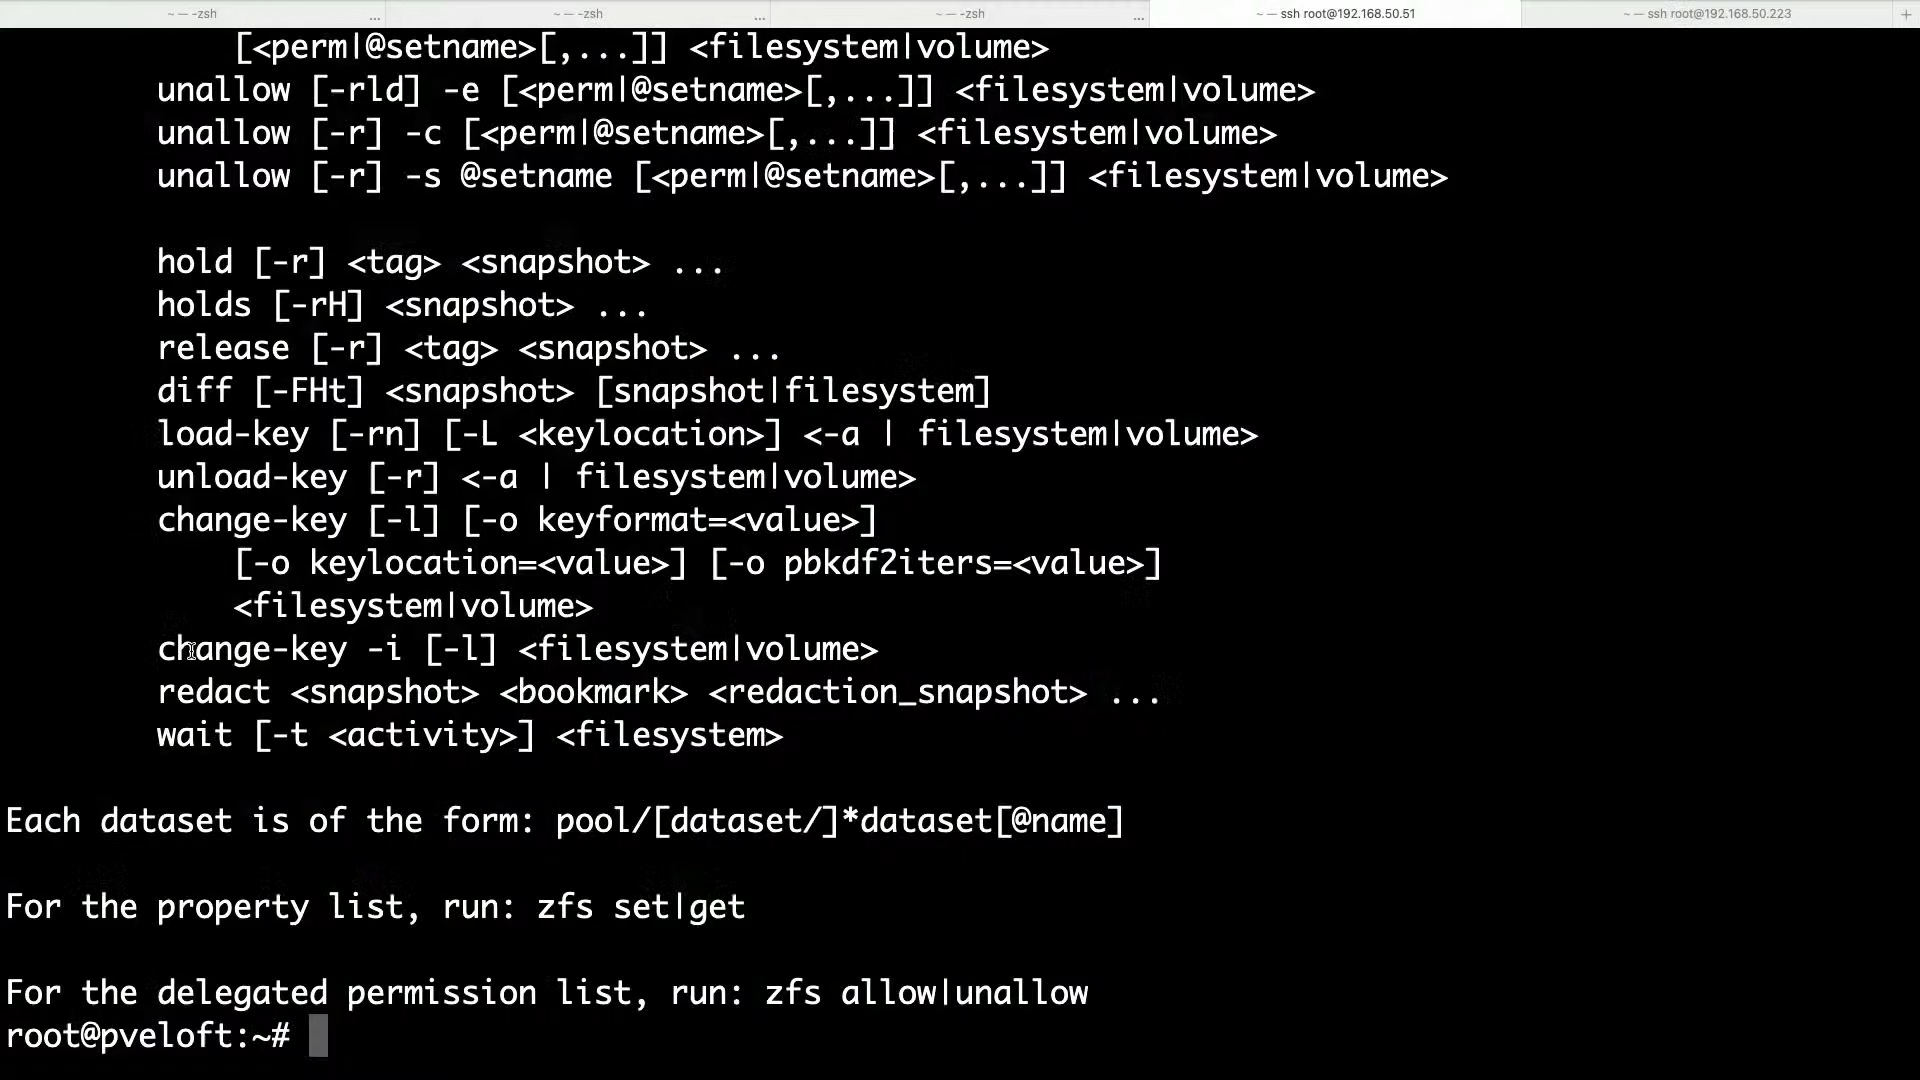 ~ — -zsh ... ~ — -zsh ... ~ — -zsh ... ~ — ssh root@192.168.50.51 ~ — ssh root@192.168.50.223 +
[<perm|@setname>[,...]] <filesystem|volume>
unallow [-rld] -e [<perm|@setname>[,...]] <filesystem|volume>
unallow [-r] -c [<perm|@setname>[,...]] <filesystem|volume>
unallow [-r] -s @setname [<perm|@setname>[,...]] <filesystem|volume>
hold [-r] <tag> <snapshot> ...
holds [-rH] <snapshot> ...
release [-r] <tag> <snapshot> ...
diff [-FHt] <snapshot> [snapshot|filesystem]
load-key [-rn] [-L <keylocation>] <-a | filesystem|volume>
unload-key [-r] <-a | filesystem|volume>
change-key [-l] [-o keyformat=<value>]
[-o keylocation=<value>] [-o pbkdf2iters=<value>]
<filesystem|volume>
change-key -i [-l] <filesystem|volume>
redact <snapshot> <bookmark> <redaction_snapshot> ...
wait [-t <activity>] <filesystem>
Each dataset is of the form: pool/[dataset/]*dataset[@name]
For the property list, run: zfs set|get
For the delegated permission list, run: zfs allow|unallow
root@pveloft:~#